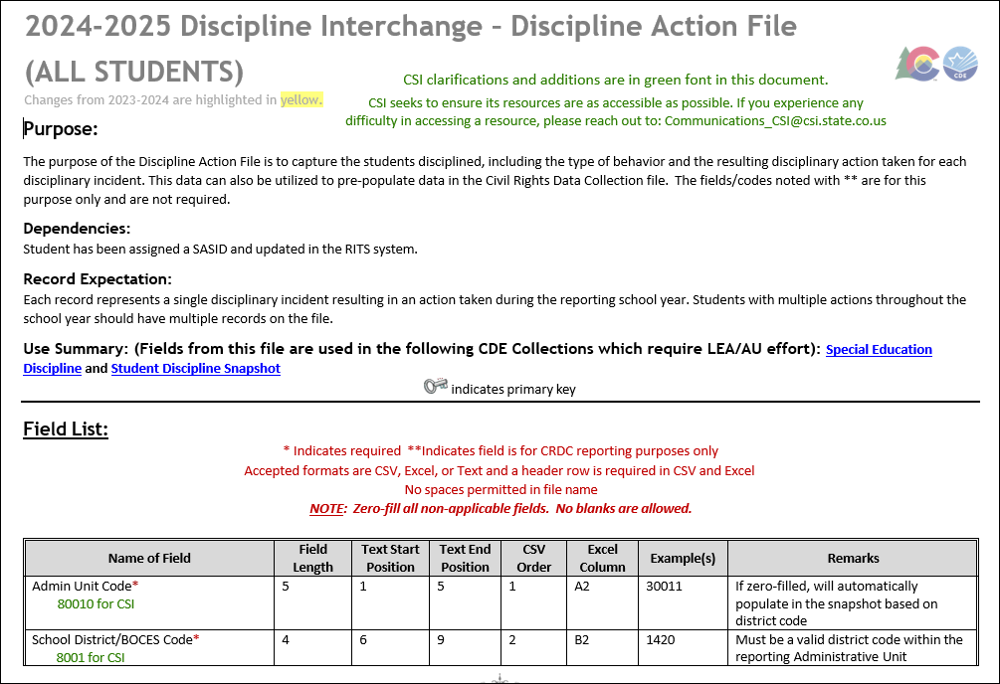 2024-2025 Discipline Interchange – Discipline Action File
(ALL STUDENTS)
CDE
CSI clarifications and additions are in green font in this document.
Changes from 2023-2024 are highlighted in yellow.
CSI seeks to ensure its resources are as accessible as possible. If you experience any
difficulty in accessing a resource, please reach out to: Communications_CSI@csi.state.co.us
Purpose:
The purpose of the Discipline Action File is to capture the students disciplined, including the type of behavior and the resulting disciplinary action taken for each
disciplinary incident. This data can also be utilized to pre-populate data in the Civil Rights Data Collection file.  The fields/codes noted with ** are for this
purpose only and are not required.
Dependencies:
Student has been assigned a SASID and updated in the RITS system.
Record Expectation:
Each record represents a single disciplinary incident resulting in an action taken during the reporting school year. Students with multiple actions throughout the
school year should have multiple records on the file.
Use Summary: (Fields from this file are used in the following CDE Collections which require LEA/AU effort): Special Education
Discipline and Student Discipline Snapshot
indicates primary key
Field List:
* Indicates required  **Indicates field is for CRDC reporting purposes only
Accepted formats are CSV, Excel, or Text and a header row is required in CSV and Excel
No spaces permitted in file name
NOTE:  Zero-fill all non-applicable fields.  No blanks are allowed.
Name of Field | Field Length | Text Start Position | Text End Position | CSV Order | Excel Column | Example(s) | Remarks
Admin Unit Code* 80010 for CSI | 5 | 1 | 5 | 1 | A2 | 30011 | If zero-filled, will automatically populate in the snapshot based on district code
School District/BOCES Code* 8001 for CSI | 4 | 6 | 9 | 2 | B2 | 1420 | Must be a valid district code within the reporting Administrative Unit